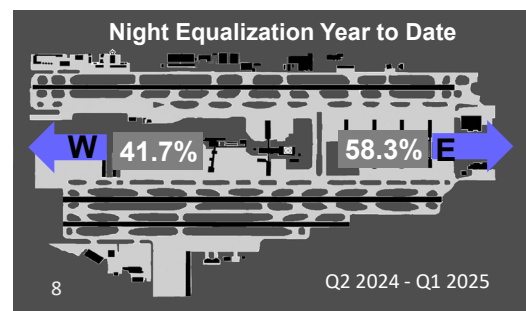 Night Equalization Year to Date
W 41.7% 58.3% E
8 Q2 2024 - Q1 2025